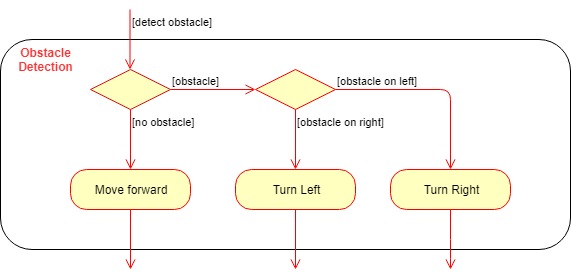 [detect obstacle]
Obstacle
Detection
[obstacle]
[obstacle on left]
[no obstacle]
[obstacle on right]
Move forward
Turn Left
Turn Right